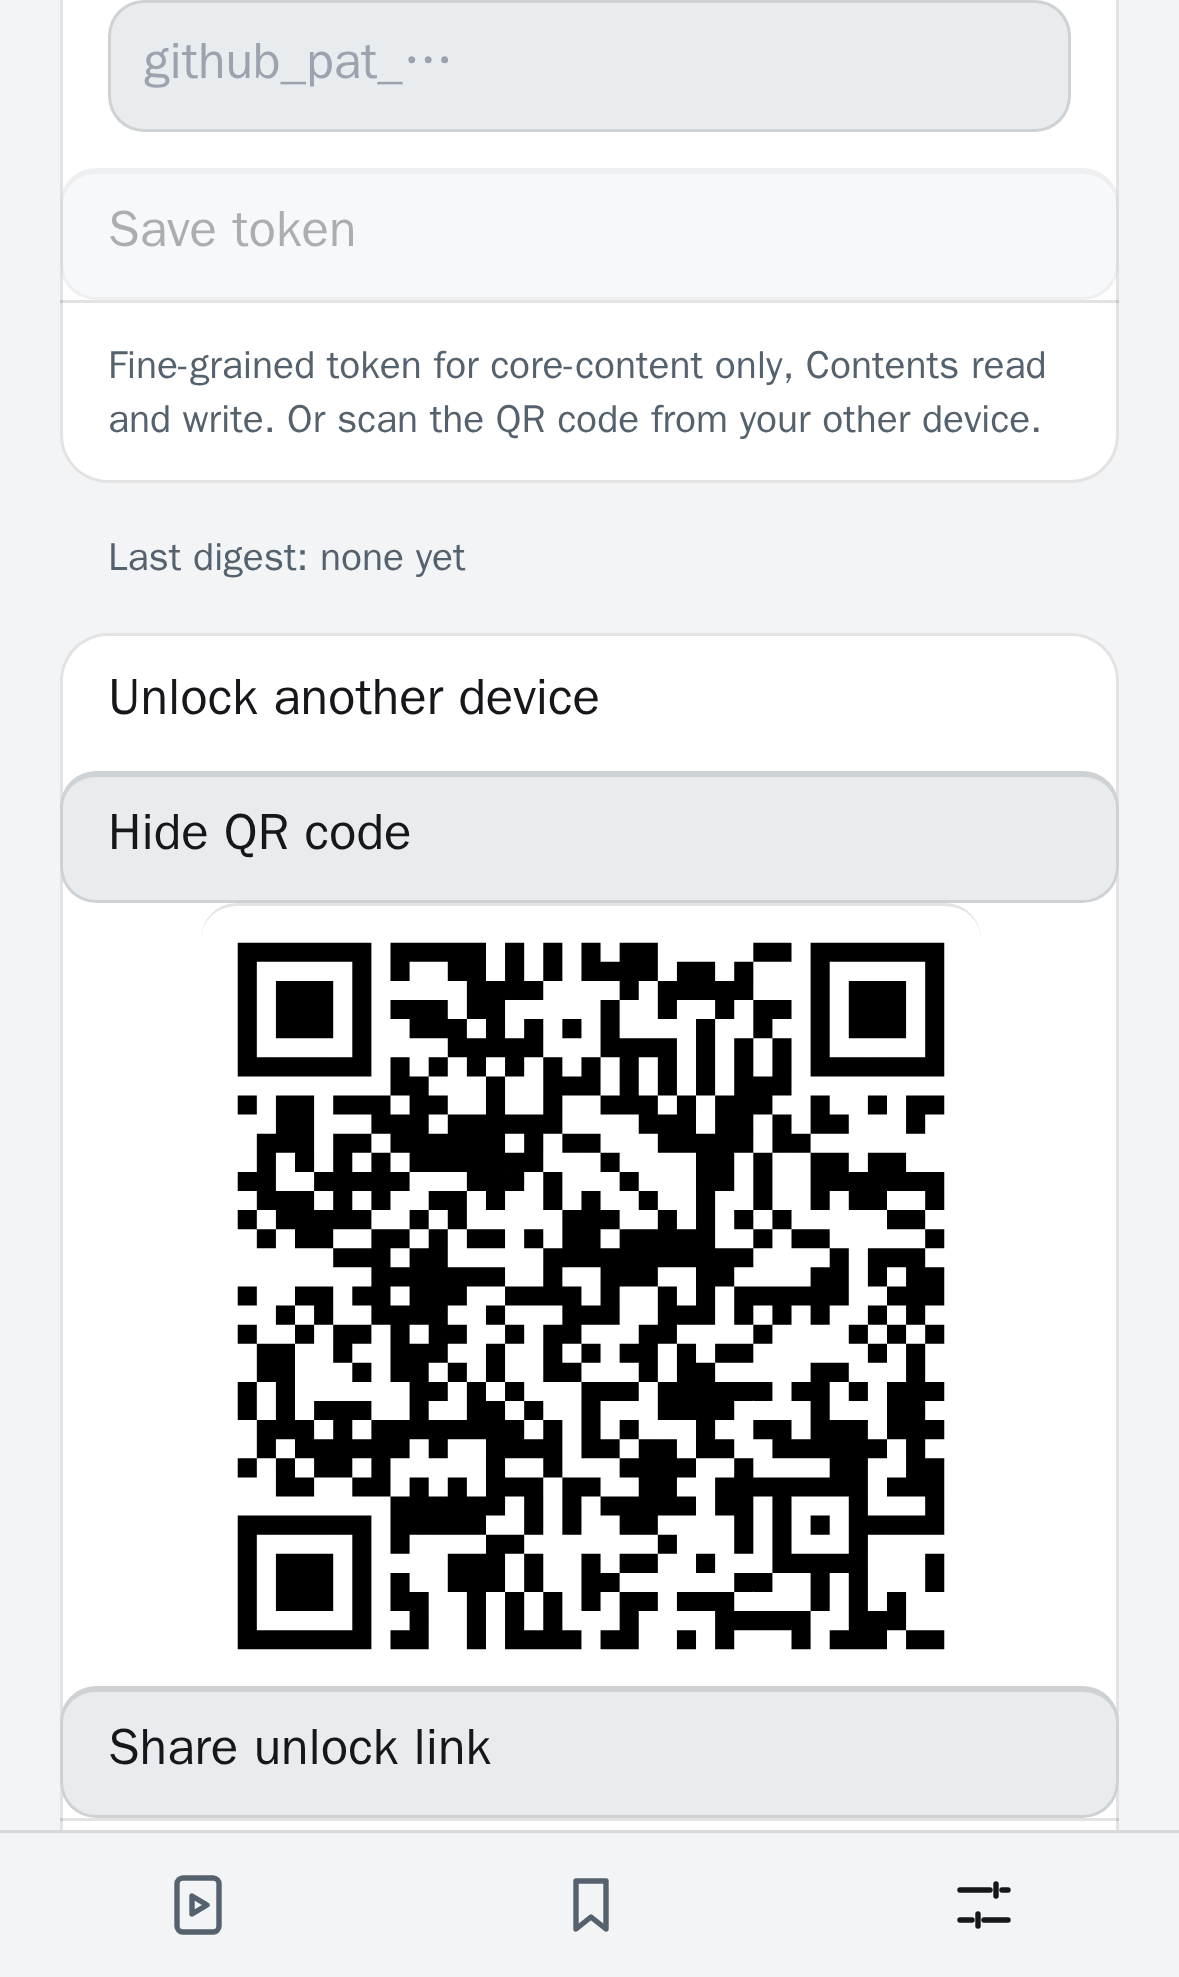 github_pat_···
Save token
Fine-grained token for core-content only, Contents read
and write. Or scan the QR code from your other device.
Last digest: none yet
Unlock another device
Hide QR code
Share unlock link